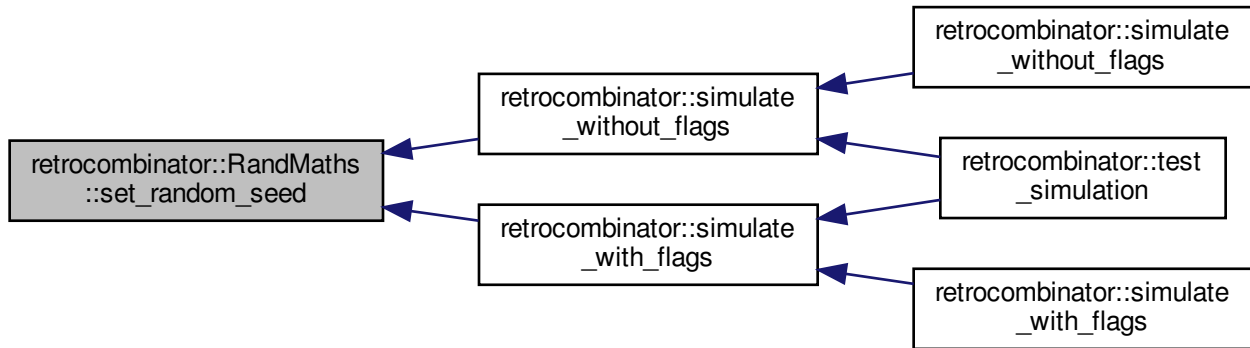 retrocombinator::RandMaths
::set_random_seed
retrocombinator::simulate
_without_flags
retrocombinator::simulate
_with_flags
retrocombinator::simulate
_without_flags
retrocombinator::test
_simulation
retrocombinator::simulate
_with_flags